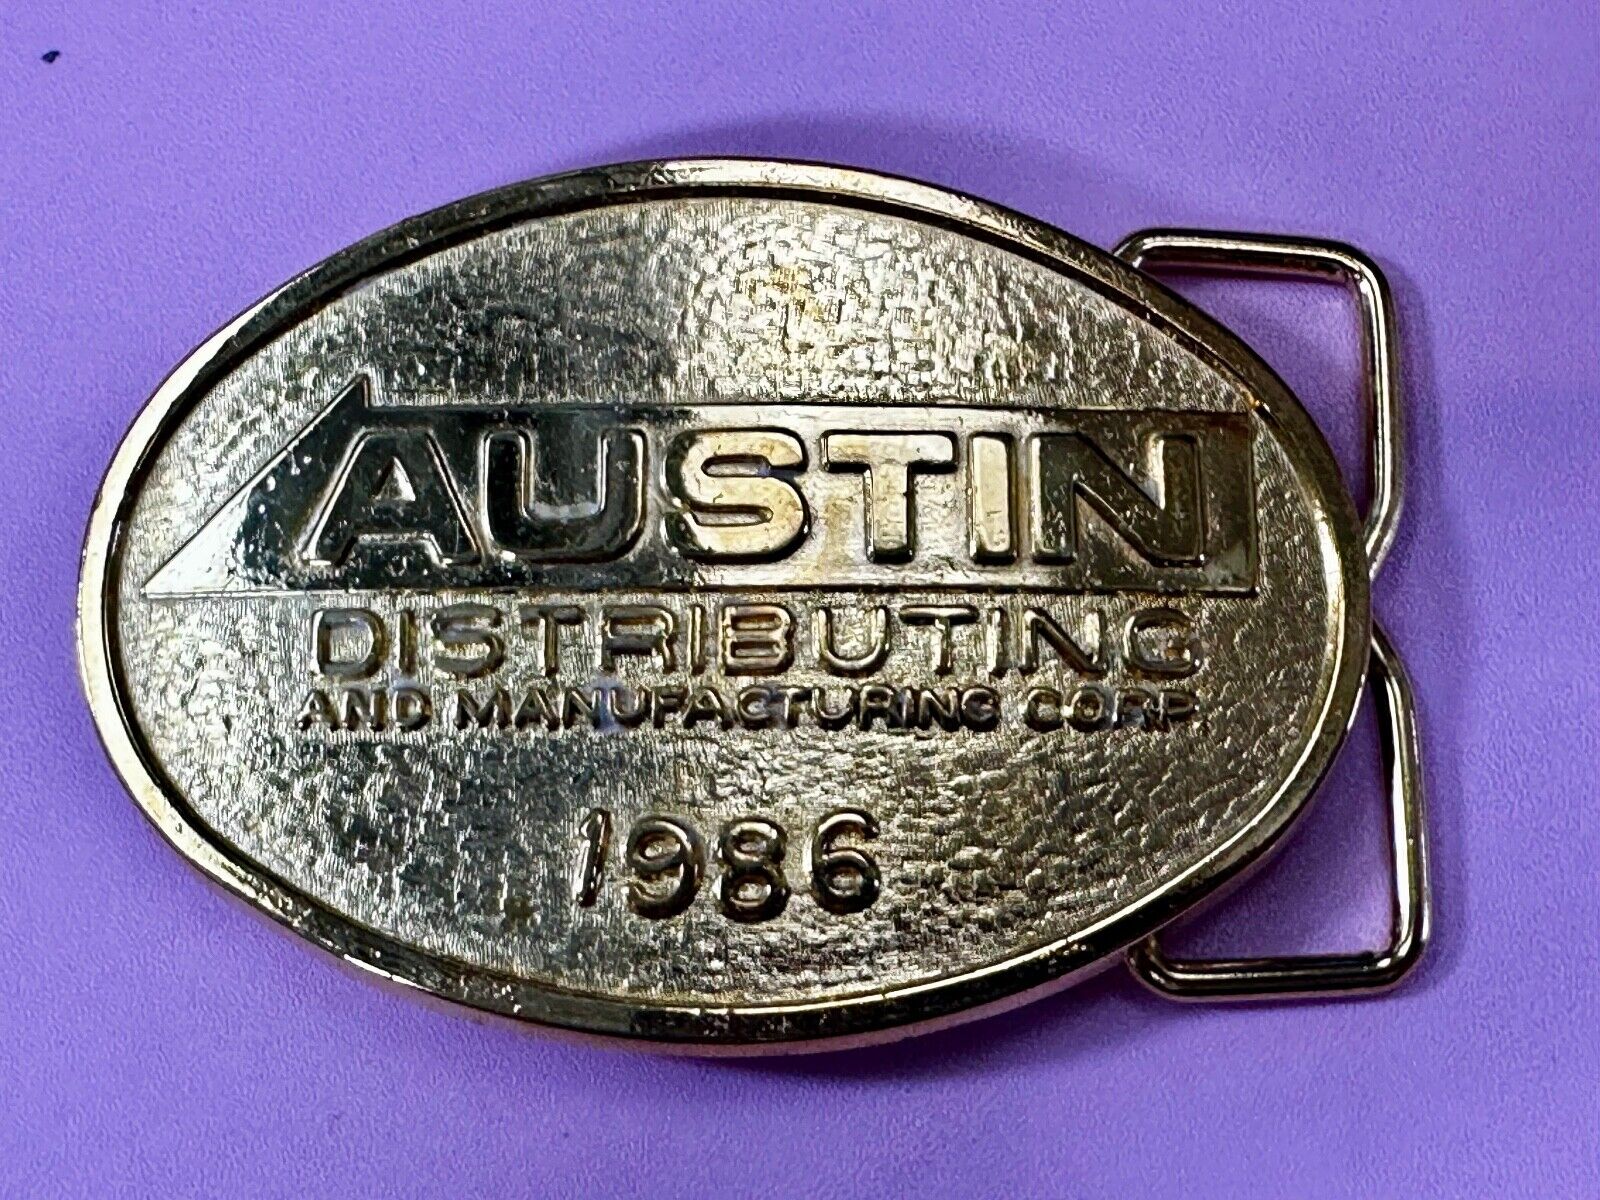 AUSTIN
DISTRIBUTING
AND MANUFACTURING CORP
1986